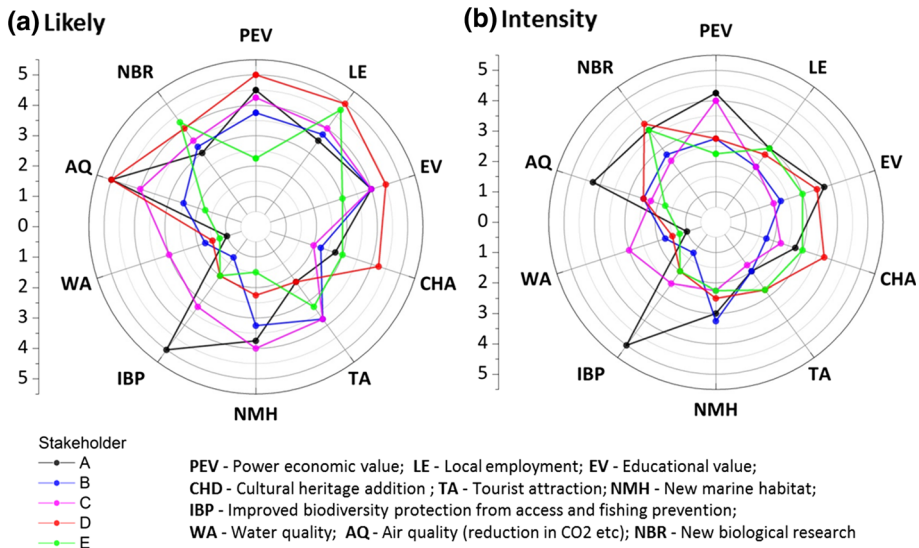 (a) Likely
(b) Intensity
PEV
LE
EV
CHA
TA
NMH
IBP
WA
AQ
NBR
5
4
3
2
1
0
1
2
3
4
5
PEV
LE
EV
CHA
TA
NMH
IBP
WA
AQ
NBR
5
4
3
2
1
0
1
2
3
4
5
Stakeholder
A
B
C
D
E
PEV - Power economic value; LE - Local employment; EV - Educational value;
CHD - Cultural heritage addition ; TA - Tourist attraction; NMH - New marine habitat;
IBP - Improved biodiversity protection from access and fishing prevention;
WA - Water quality; AQ - Air quality (reduction in CO2 etc); NBR - New biological research